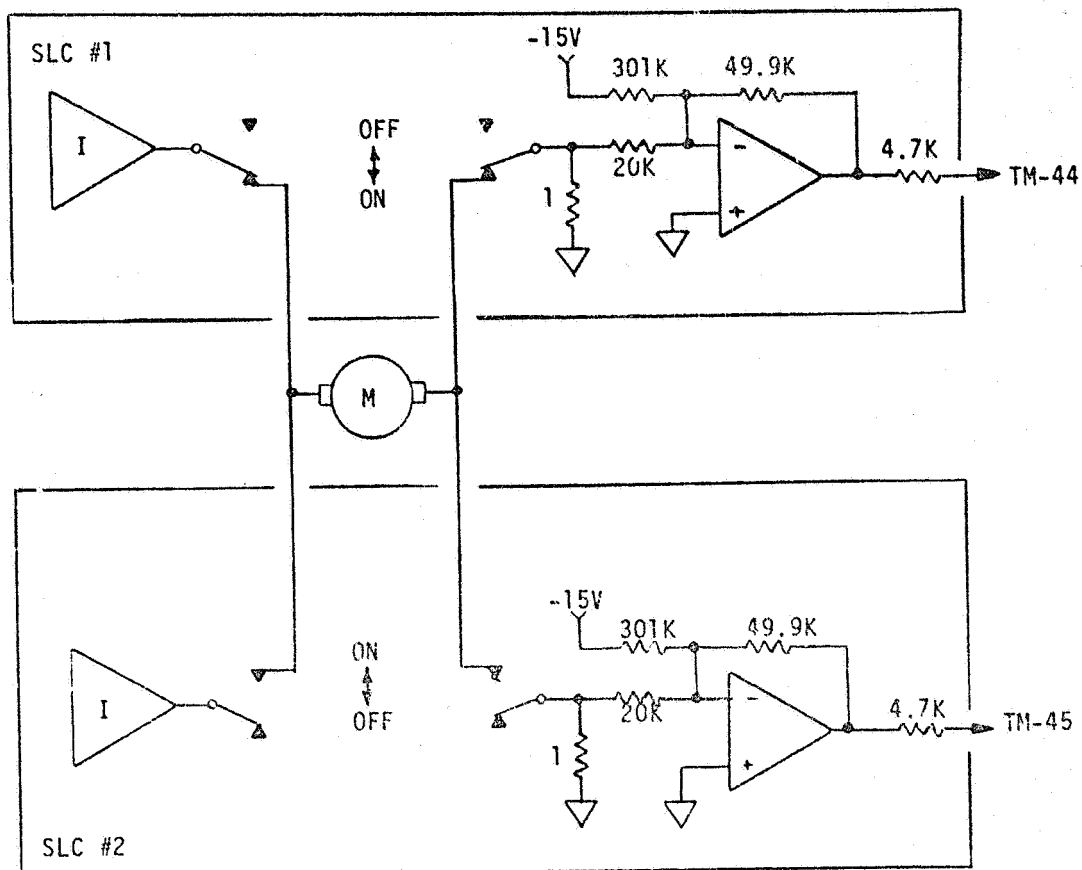 SLC #1
-15V
301K
49.9K
I
OFF
ON
20K
1
-
+
4.7K
TM-44
M
-15V
301K
49.9K
I
ON
OFF
20K
1
-
+
4.7K
TM-45
SLC #2